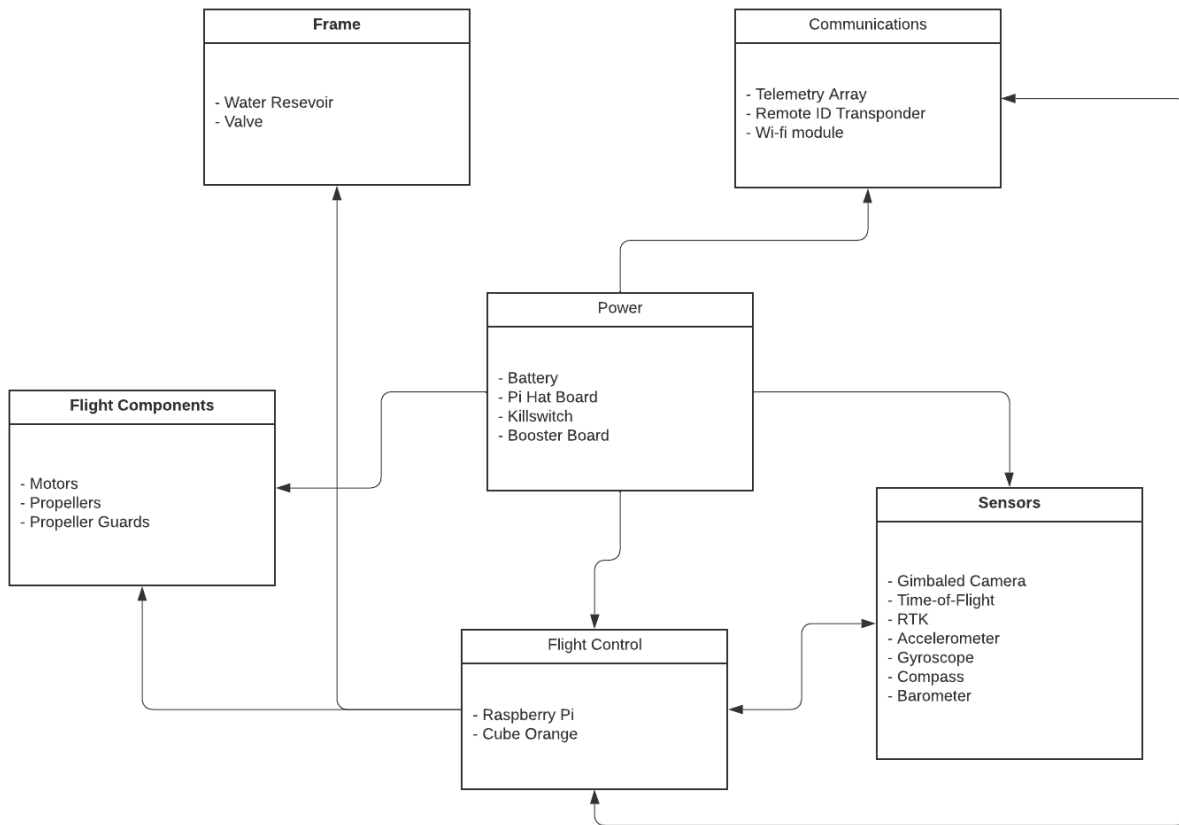 Frame
- Water Resevoir
- Valve
Communications
- Telemetry Array
- Remote ID Transponder
- Wi-fi module
Power
- Battery
- Pi Hat Board
- Killswitch
- Booster Board
Flight Components
- Motors
- Propellers
- Propeller Guards
Sensors
- Gimbaled Camera
- Time-of-Flight
- RTK
- Accelerometer
- Gyroscope
- Compass
- Barometer
Flight Control
- Raspberry Pi
- Cube Orange